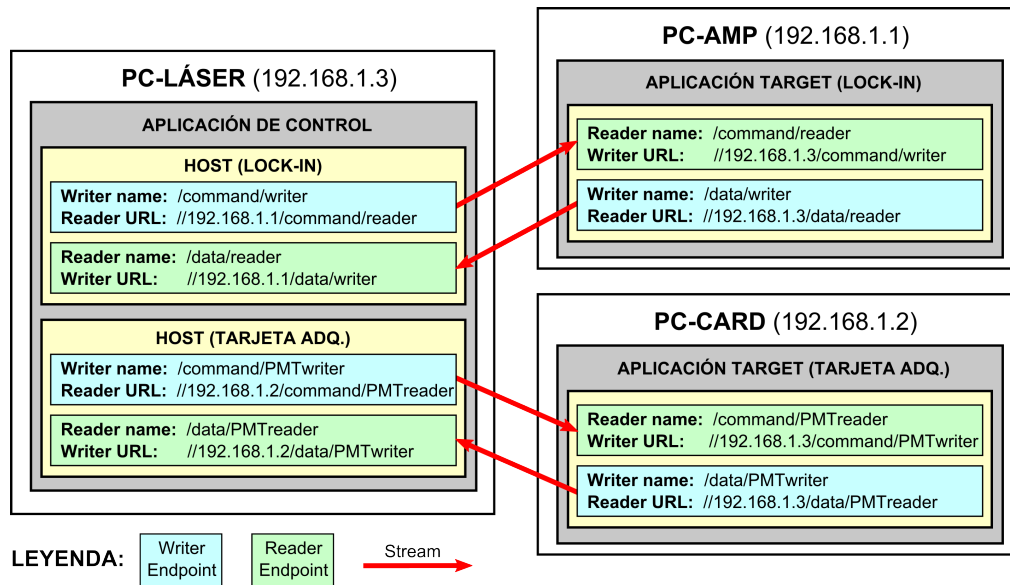 PC-LÁSER (192.168.1.3)
APLICACIÓN DE CONTROL
HOST (LOCK-IN)
Writer name: /command/writer
Reader URL: //192.168.1.1/command/reader
Reader name: /data/reader
Writer URL: //192.168.1.1/data/writer
HOST (TARJETA ADQ.)
Writer name: /command/PMTwriter
Reader URL: //192.168.1.2/command/PMTreader
Reader name: /data/PMTreader
Writer URL: //192.168.1.2/data/PMTwriter
PC-AMP (192.168.1.1)
APLICACIÓN TARGET (LOCK-IN)
Reader name: /command/reader
Writer URL: //192.168.1.3/command/writer
Writer name: /data/writer
Reader URL: //192.168.1.3/data/reader
PC-CARD (192.168.1.2)
APLICACIÓN TARGET (TARJETA ADQ.)
Reader name: /command/PMTreader
Writer URL: //192.168.1.3/command/PMTwriter
Writer name: /data/PMTwriter
Reader URL: //192.168.1.3/data/PMTreader
LEYENDA:
Writer
Endpoint
Reader
Endpoint
Stream